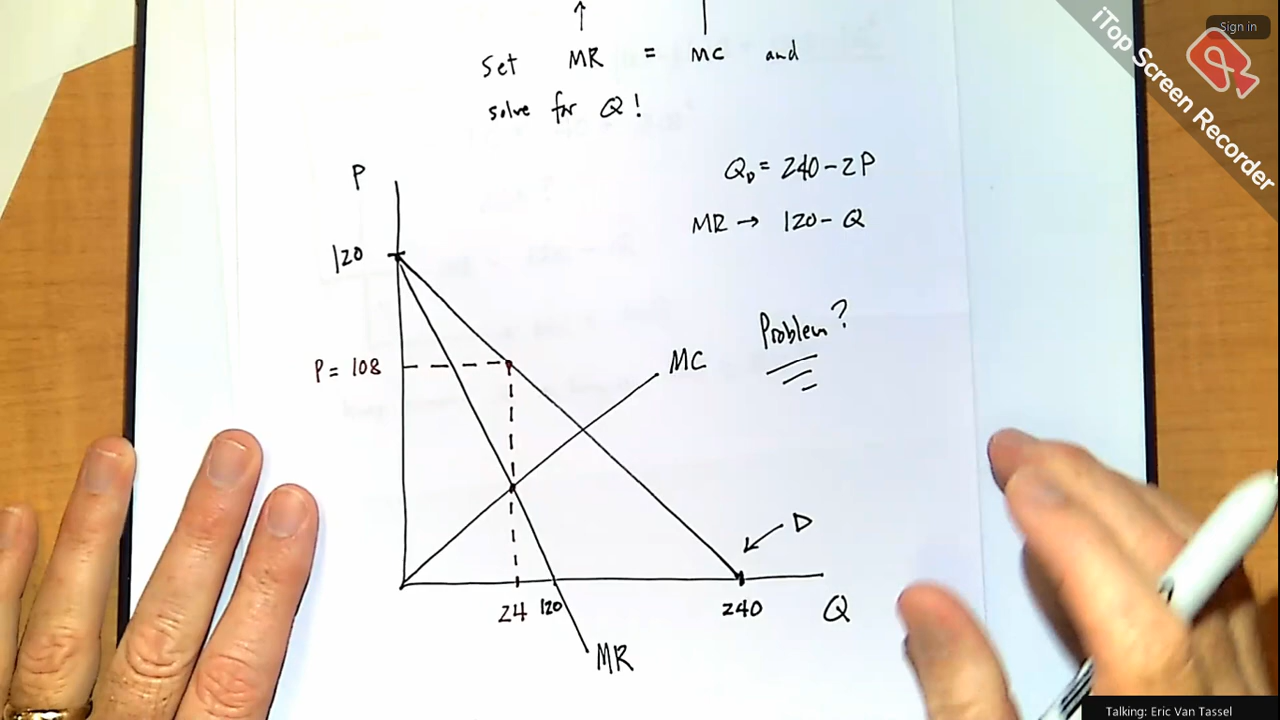 Set MR = MC and
solve for Q!
P
Q_D = 240 - 2P
MR → 120 - Q
120
Problem?
P = 108
MC
D
24 120 240 Q
MR
iTop Screen Recorder
Sign in
Talking: Eric Van Tassel